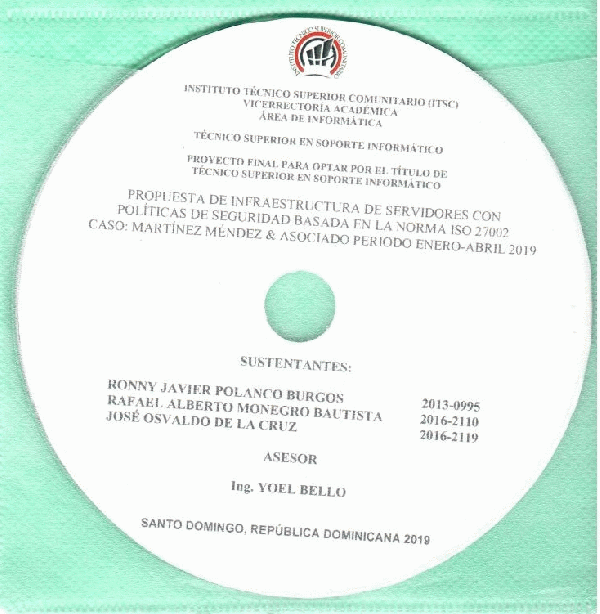 INSTITUTO TÉCNICO SUPERIOR COMUNITARIO (ITSC)
VICERRECTORÍA ACADÉMICA
ÁREA DE INFORMÁTICA
TÉCNICO SUPERIOR EN SOPORTE INFORMÁTICO
PROYECTO FINAL PARA OPTAR POR EL TÍTULO DE
TÉCNICO SUPERIOR EN SOPORTE INFORMÁTICO
PROPUESTA DE INFRAESTRUCTURA DE SERVIDORES CON
POLÍTICAS DE SEGURIDAD BASADA EN LA NORMA ISO 27002
CASO: MARTÍNEZ MÉNDEZ & ASOCIADO PERIODO ENERO-ABRIL 2019
SUSTENTANTES:
RONNY JAVIER POLANCO BURGOS 2013-0995
RAFAEL ALBERTO MONEGRO BAUTISTA 2016-2110
JOSÉ OSVALDO DE LA CRUZ 2016-2119
ASESOR
Ing. YOEL BELLO
SANTO DOMINGO, REPÚBLICA DOMINICANA 2019